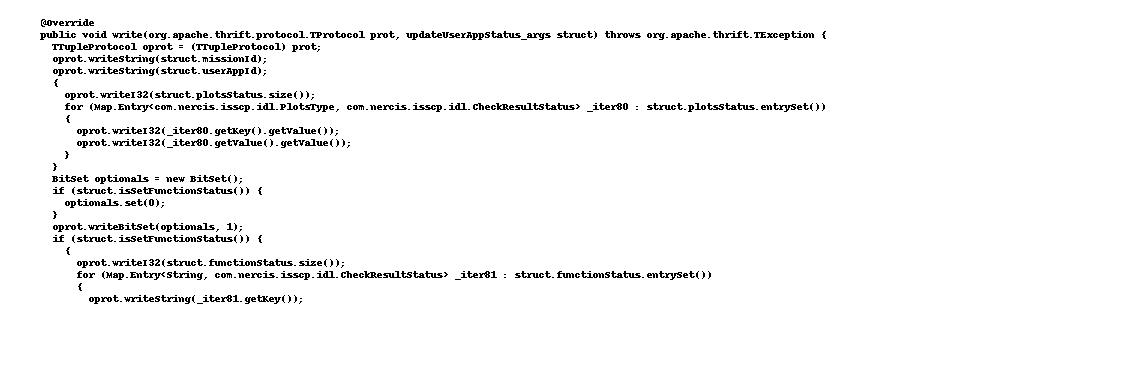 @Override
public void write(org.apache.thrift.protocol.TProtocol prot, updateUserAppStatus_args struct) throws org.apache.thrift.TException {
  TTupleProtocol oprot = (TTupleProtocol) prot;
  oprot.writeString(struct.missionId);
  oprot.writeString(struct.userAppId);
  {
    oprot.writeI32(struct.plotsStatus.size());
    for (Map.Entry<com.nercis.isscp.idl.PlotsType, com.nercis.isscp.idl.CheckResultStatus> _iter80 : struct.plotsStatus.entrySet())
    {
      oprot.writeI32(_iter80.getKey().getValue());
      oprot.writeI32(_iter80.getValue().getValue());
    }
  }
  BitSet optionals = new BitSet();
  if (struct.isSetFunctionStatus()) {
    optionals.set(0);
  }
  oprot.writeBitSet(optionals, 1);
  if (struct.isSetFunctionStatus()) {
    {
      oprot.writeI32(struct.functionStatus.size());
      for (Map.Entry<String, com.nercis.isscp.idl.CheckResultStatus> _iter81 : struct.functionStatus.entrySet())
      {
        oprot.writeString(_iter81.getKey());